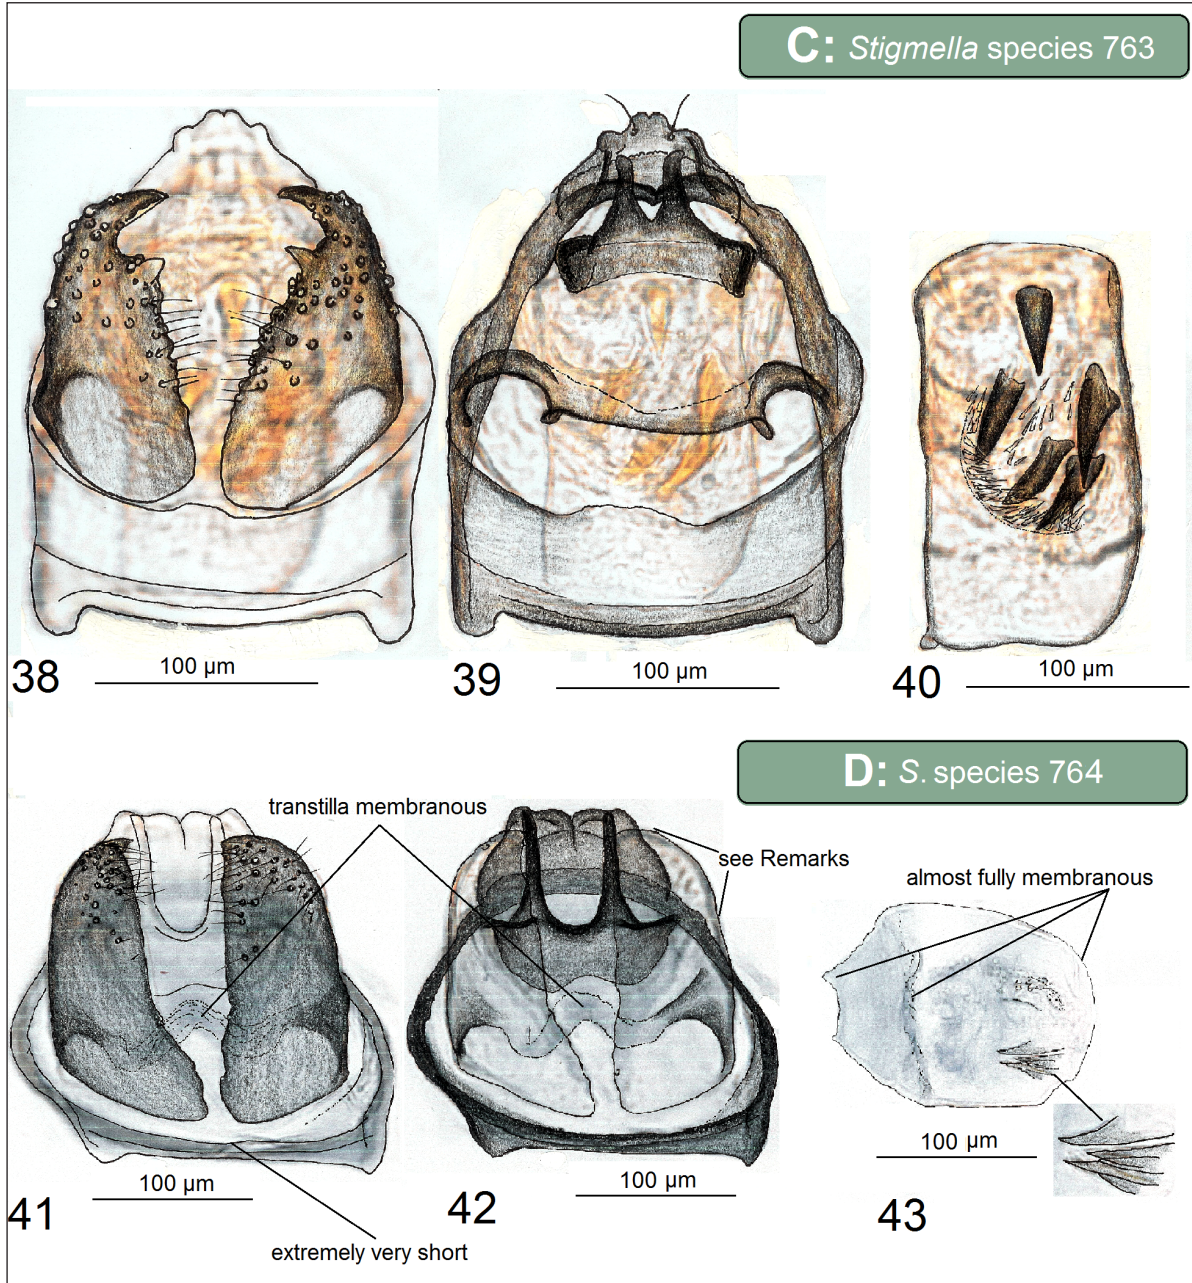 C: Stigmella species 763
38
100 µm
39
100 µm
40
100 µm
D: S. species 764
transtilla membranous
see Remarks
almost fully membranous
41
100 µm
42
100 µm
43
100 µm
extremely very short